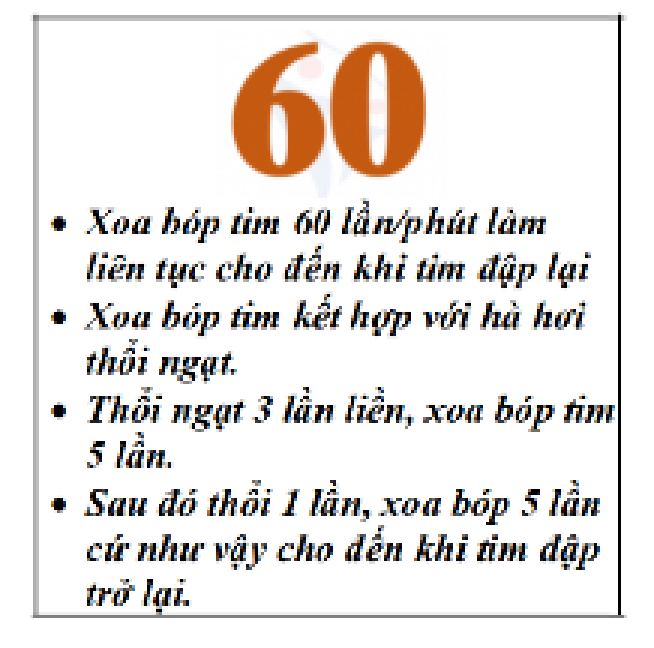 60
• Xoa bóp tim 60 lần/phút làm
liên tục cho đến khi tim đập lại
• Xoa bóp tim kết hợp với hà hơi
thổi ngạt.
• Thổi ngạt 3 lần liền, xoa bóp tim
5 lần.
• Sau đó thổi 1 lần, xoa bóp 5 lần
cứ như vậy cho đến khi tim đập
trở lại.